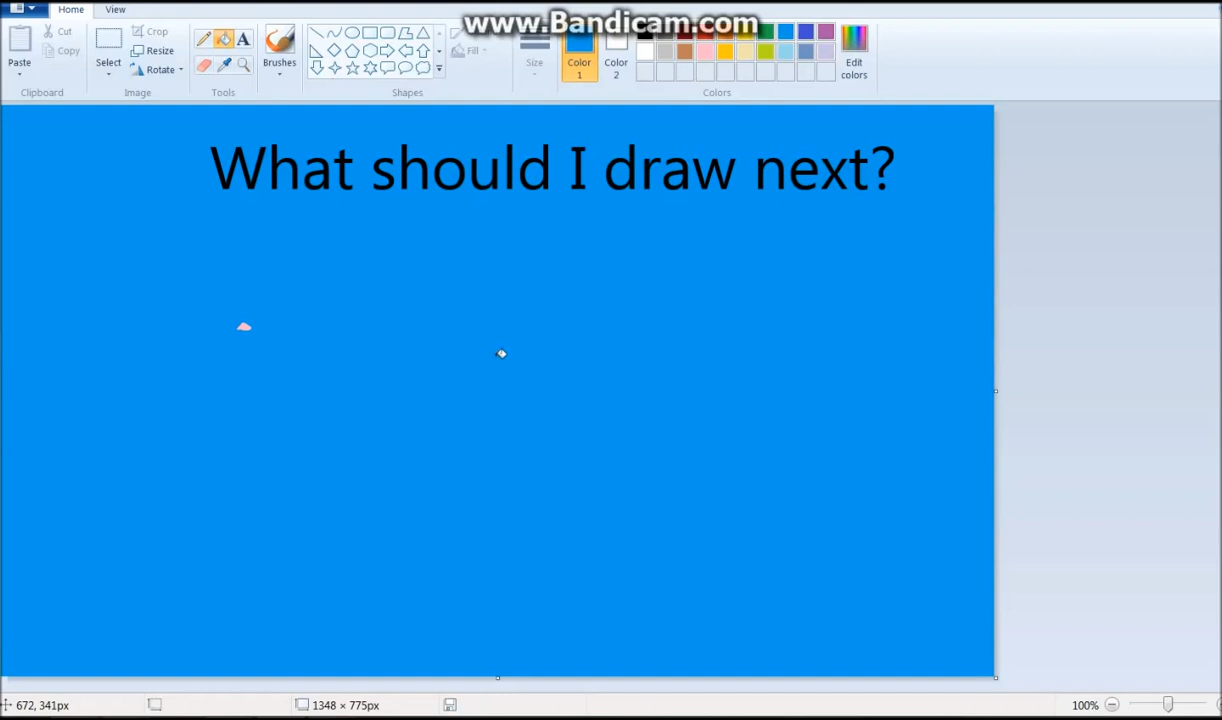 www.Bandicam.com
Home View
Paste
Cut
Copy
Clipboard
Select
Crop
Resize
Rotate
Image
A
Tools
Brushes
Fill
Shapes
Size
Color 1
Color 2
Edit colors
Colors
What should I draw next?
672, 341px
1348 × 775px
100%